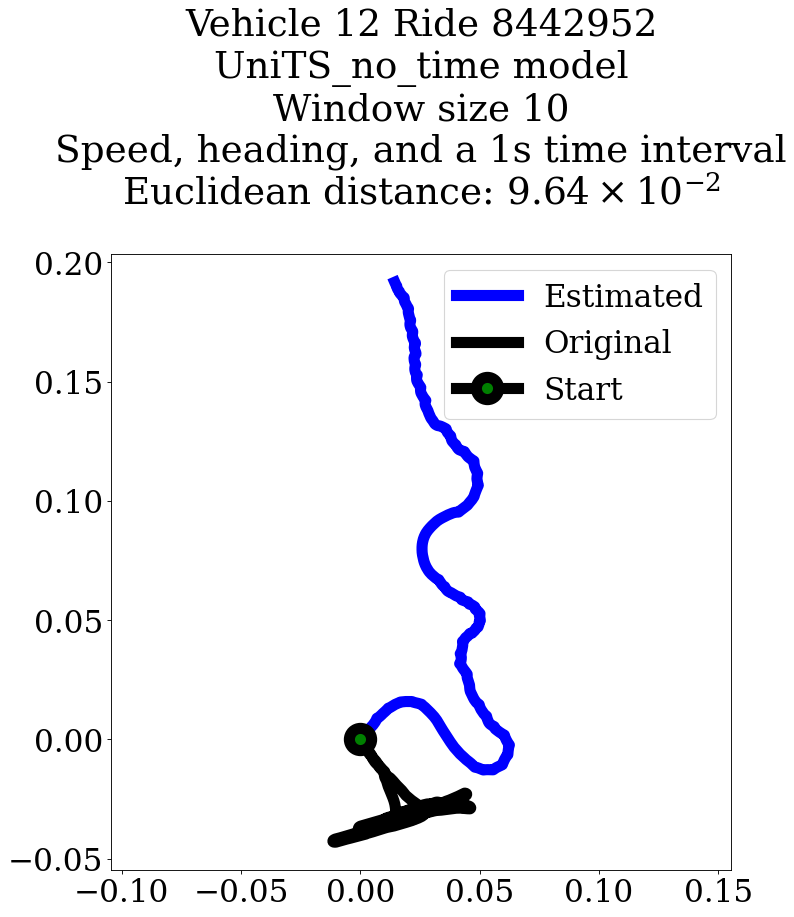 Vehicle 12 Ride 8442952
UniTS_no_time model
Window size 10
Speed, heading, and a 1s time interval
Euclidean distance: 9.64 × 10⁻²
0.20
0.15
0.10
0.05
0.00
−0.05
Estimated
Original
Start
−0.10 −0.05 0.00 0.05 0.10 0.15